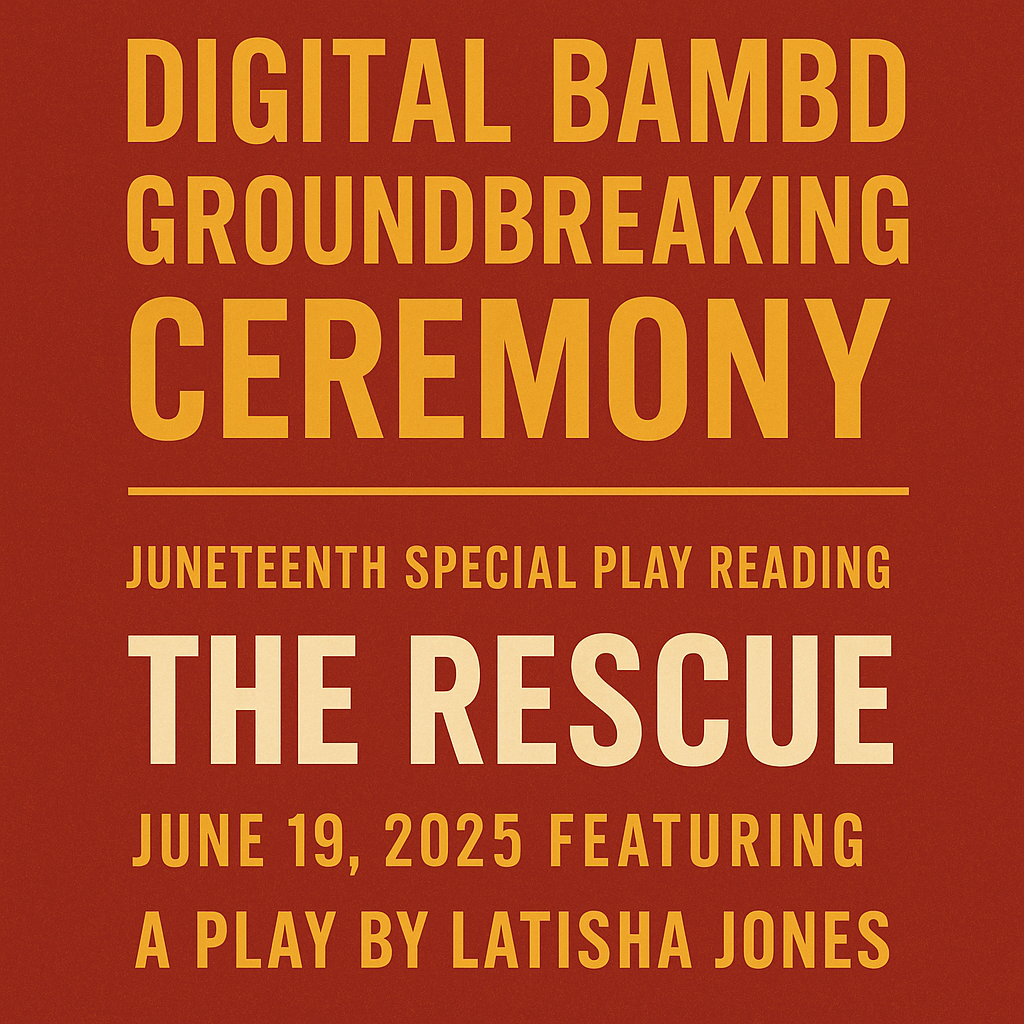 DIGITAL BAMBD
GROUNDBREAKING
CEREMONY
JUNETEENTH SPECIAL PLAY READING
THE RESCUE
JUNE 19, 2025 FEATURING
A PLAY BY LATISHA JONES